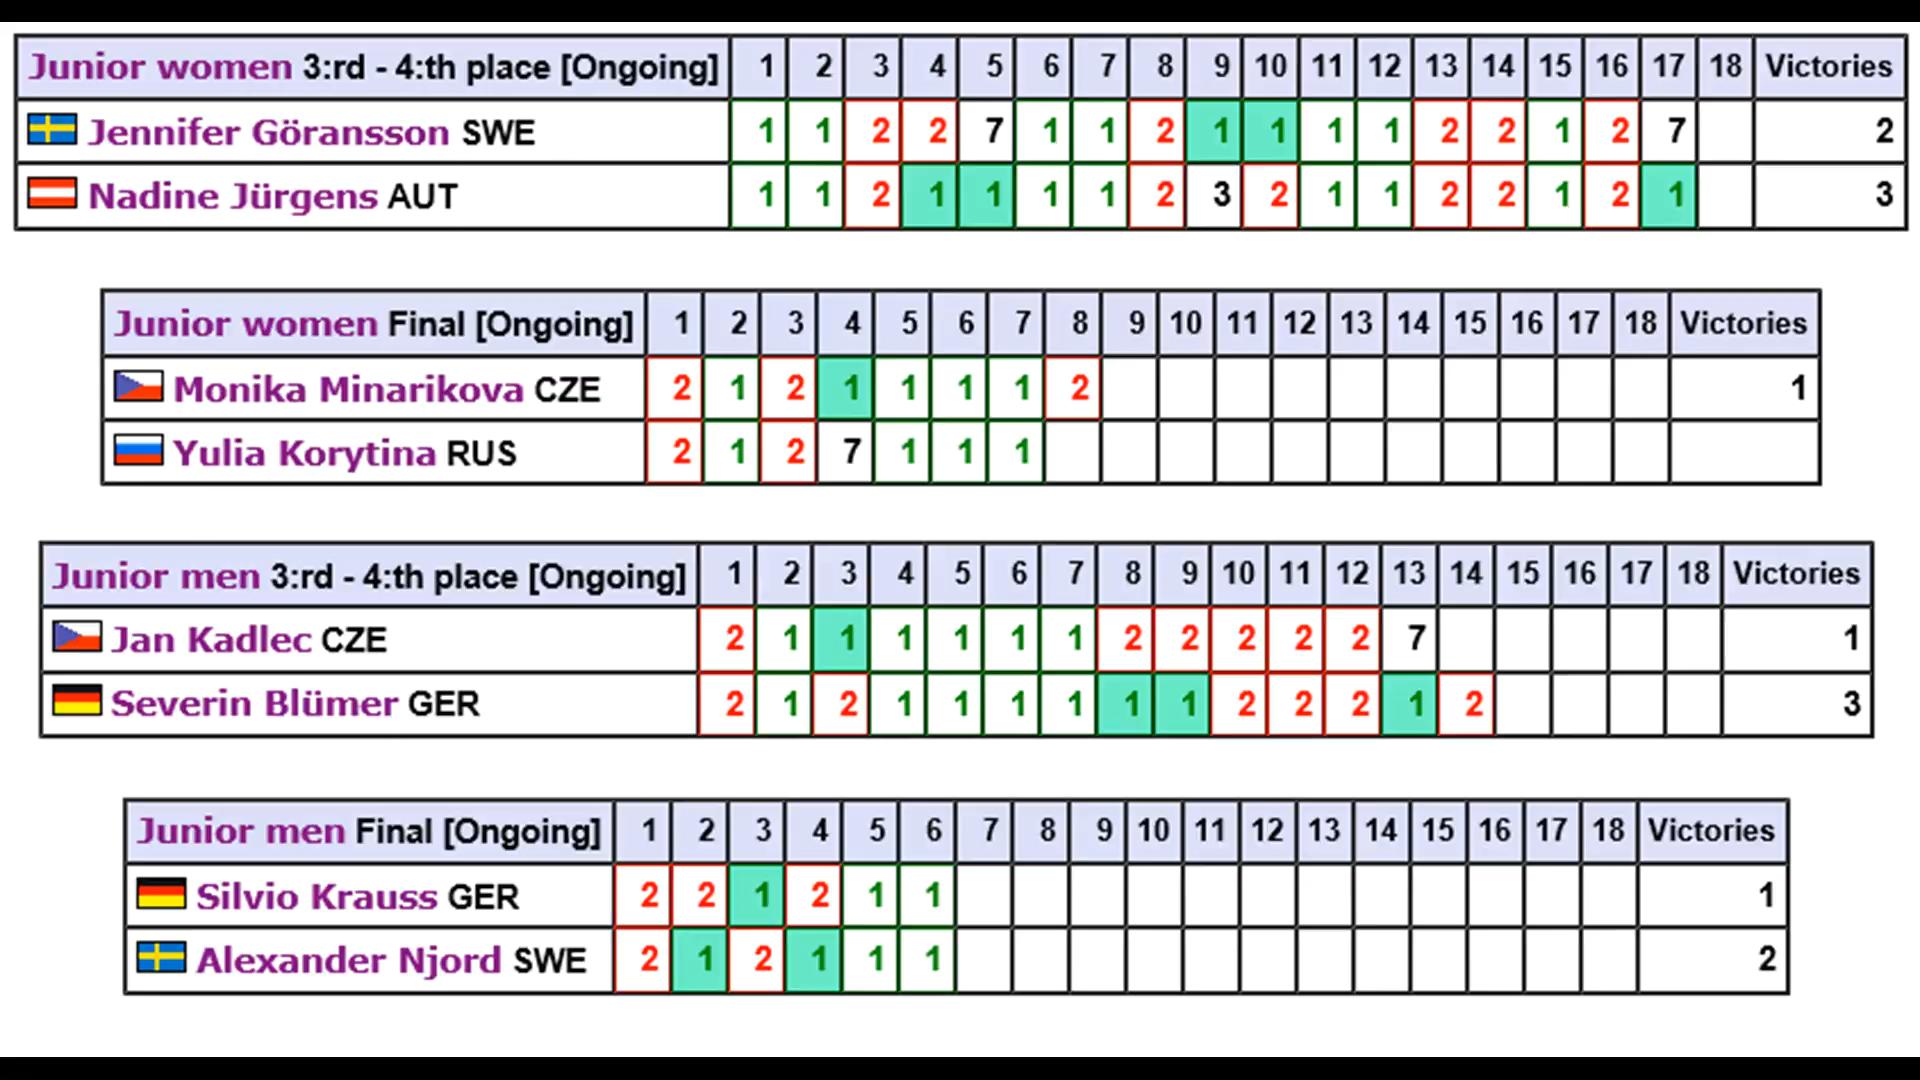 Junior women 3:rd - 4:th place [Ongoing] 1 2 3 4 5 6 7 8 9 10 11 12 13 14 15 16 17 18 Victories
Jennifer Göransson SWE 1 1 2 2 7 1 1 2 1 1 1 1 2 2 1 2 7 2
Nadine Jürgens AUT 1 1 2 1 1 1 1 2 3 2 1 1 2 2 1 2 1 3
Junior women Final [Ongoing] 1 2 3 4 5 6 7 8 9 10 11 12 13 14 15 16 17 18 Victories
Monika Minarikova CZE 2 1 2 1 1 1 1 2 1
Yulia Korytina RUS 2 1 2 7 1 1 1
Junior men 3:rd - 4:th place [Ongoing] 1 2 3 4 5 6 7 8 9 10 11 12 13 14 15 16 17 18 Victories
Jan Kadlec CZE 2 1 1 1 1 1 1 2 2 2 2 2 7 1
Severin Blümer GER 2 1 2 1 1 1 1 1 1 2 2 2 1 2 3
Junior men Final [Ongoing] 1 2 3 4 5 6 7 8 9 10 11 12 13 14 15 16 17 18 Victories
Silvio Krauss GER 2 2 1 2 1 1 1
Alexander Njord SWE 2 1 2 1 1 1 2